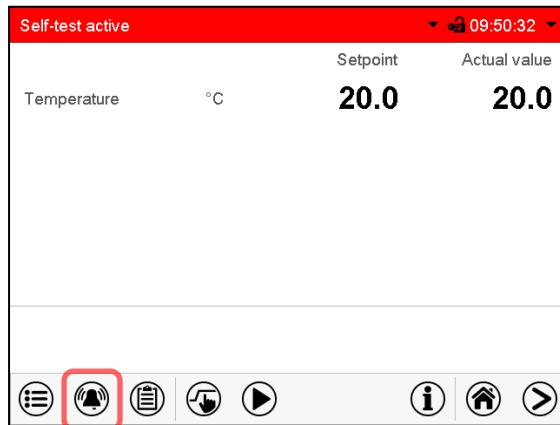 Self-test active 09:50:32
Setpoint Actual value
Temperature °C 20.0 20.0